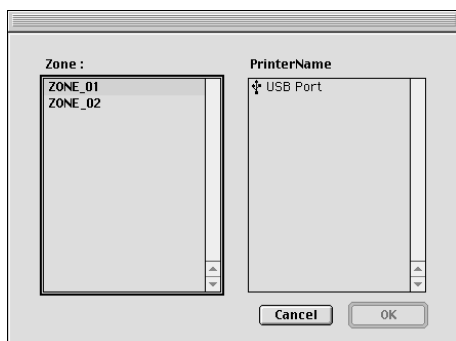 Zone :
ZONE_01
ZONE_02
PrinterName
USB Port
Cancel
OK